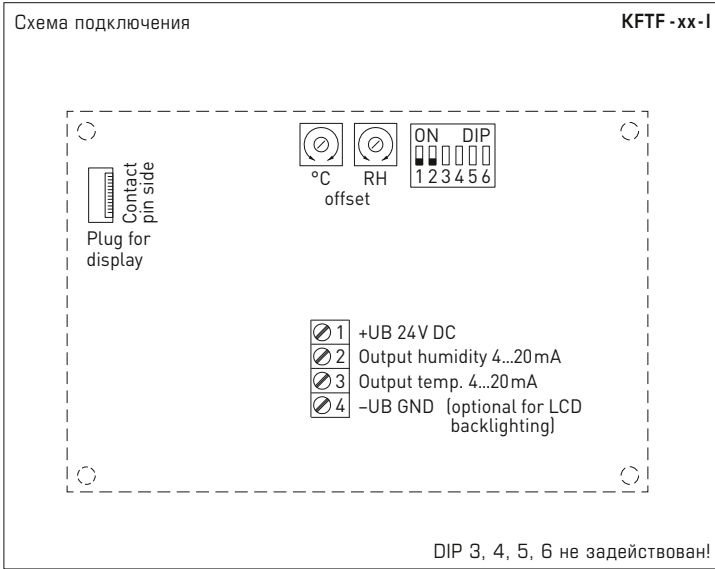 Схема подключения
KFTF-xx-I
ON DIP
1 2 3 4 5 6
°C
RH
offset
Contact
pin side
Plug for
display
1 +UB 24V DC
2 Output humidity 4...20mA
3 Output temp. 4...20mA
4 –UB GND (optional for LCD
backlighting)
DIP 3, 4, 5, 6 не задействован!